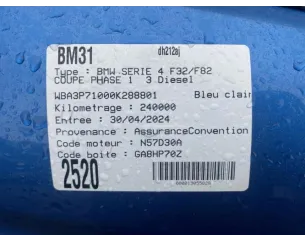 BM31 dh212aj
Type : BMW SERIE 4 F32/F82
COUPE PHASE 1 3 Diesel
WBA3P71000K288801 Bleu clair
Kilometrage : 240000
Entree : 30/04/2024
Provenance : AssuranceConvention
Code moteur : N57D30A
Code boite : GA8HP70Z
2520